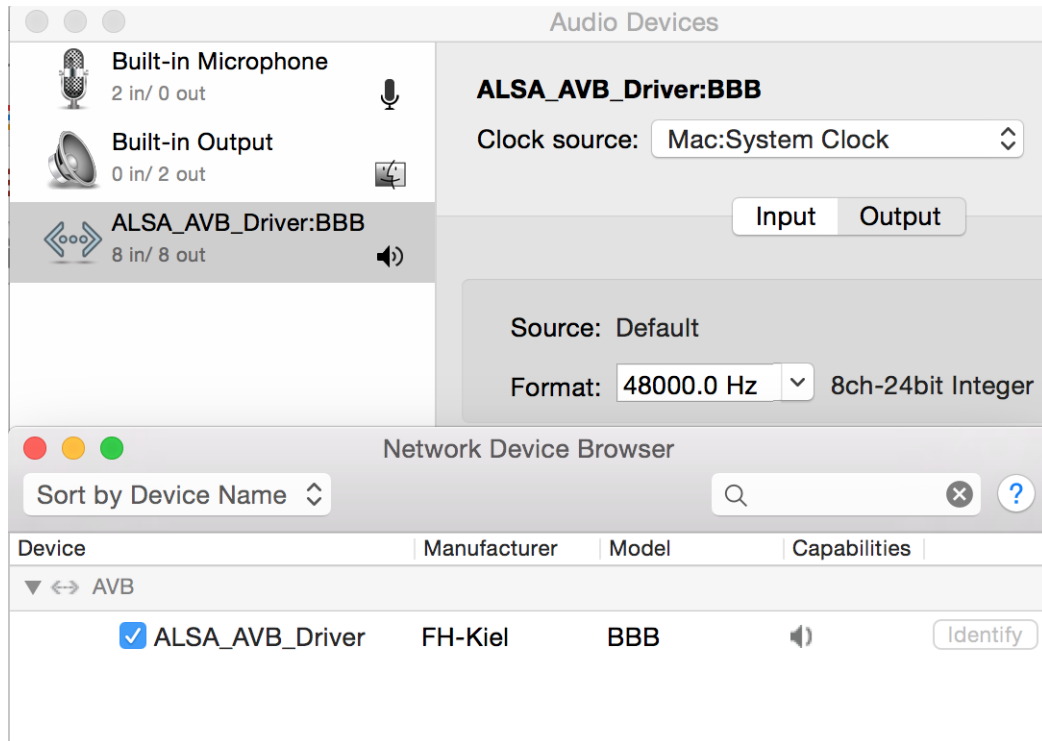 Audio Devices
Built-in Microphone
2 in/ 0 out
Built-in Output
0 in/ 2 out
ALSA_AVB_Driver:BBB
8 in/ 8 out
ALSA_AVB_Driver:BBB
Clock source: Mac:System Clock
Input Output
Source: Default
Format: 48000.0 Hz 8ch-24bit Integer
Network Device Browser
Sort by Device Name ?
Device Manufacturer Model Capabilities
AVB
ALSA_AVB_Driver FH-Kiel BBB Identify